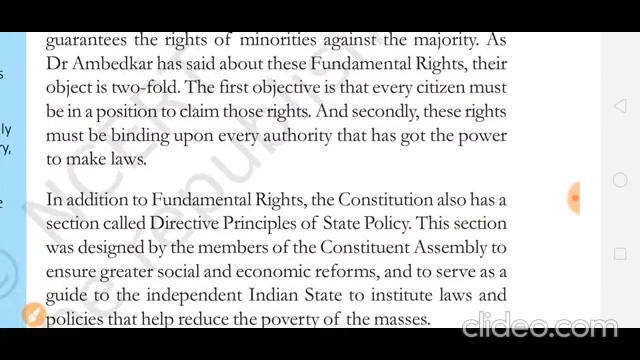 guarantees the rights of minorities against the majority. As
Dr Ambedkar has said about these Fundamental Rights, their
object is two-fold. The first objective is that every citizen must
be in a position to claim those rights. And secondly, these rights
must be binding upon every authority that has got the power
to make laws.
In addition to Fundamental Rights, the Constitution also has a
section called Directive Principles of State Policy. This section
was designed by the members of the Constituent Assembly to
ensure greater social and economic reforms, and to serve as a
guide to the independent Indian State to institute laws and
policies that help reduce the poverty of the masses.
s
ly
ry,
e
NCERT
be republish
clideo.com